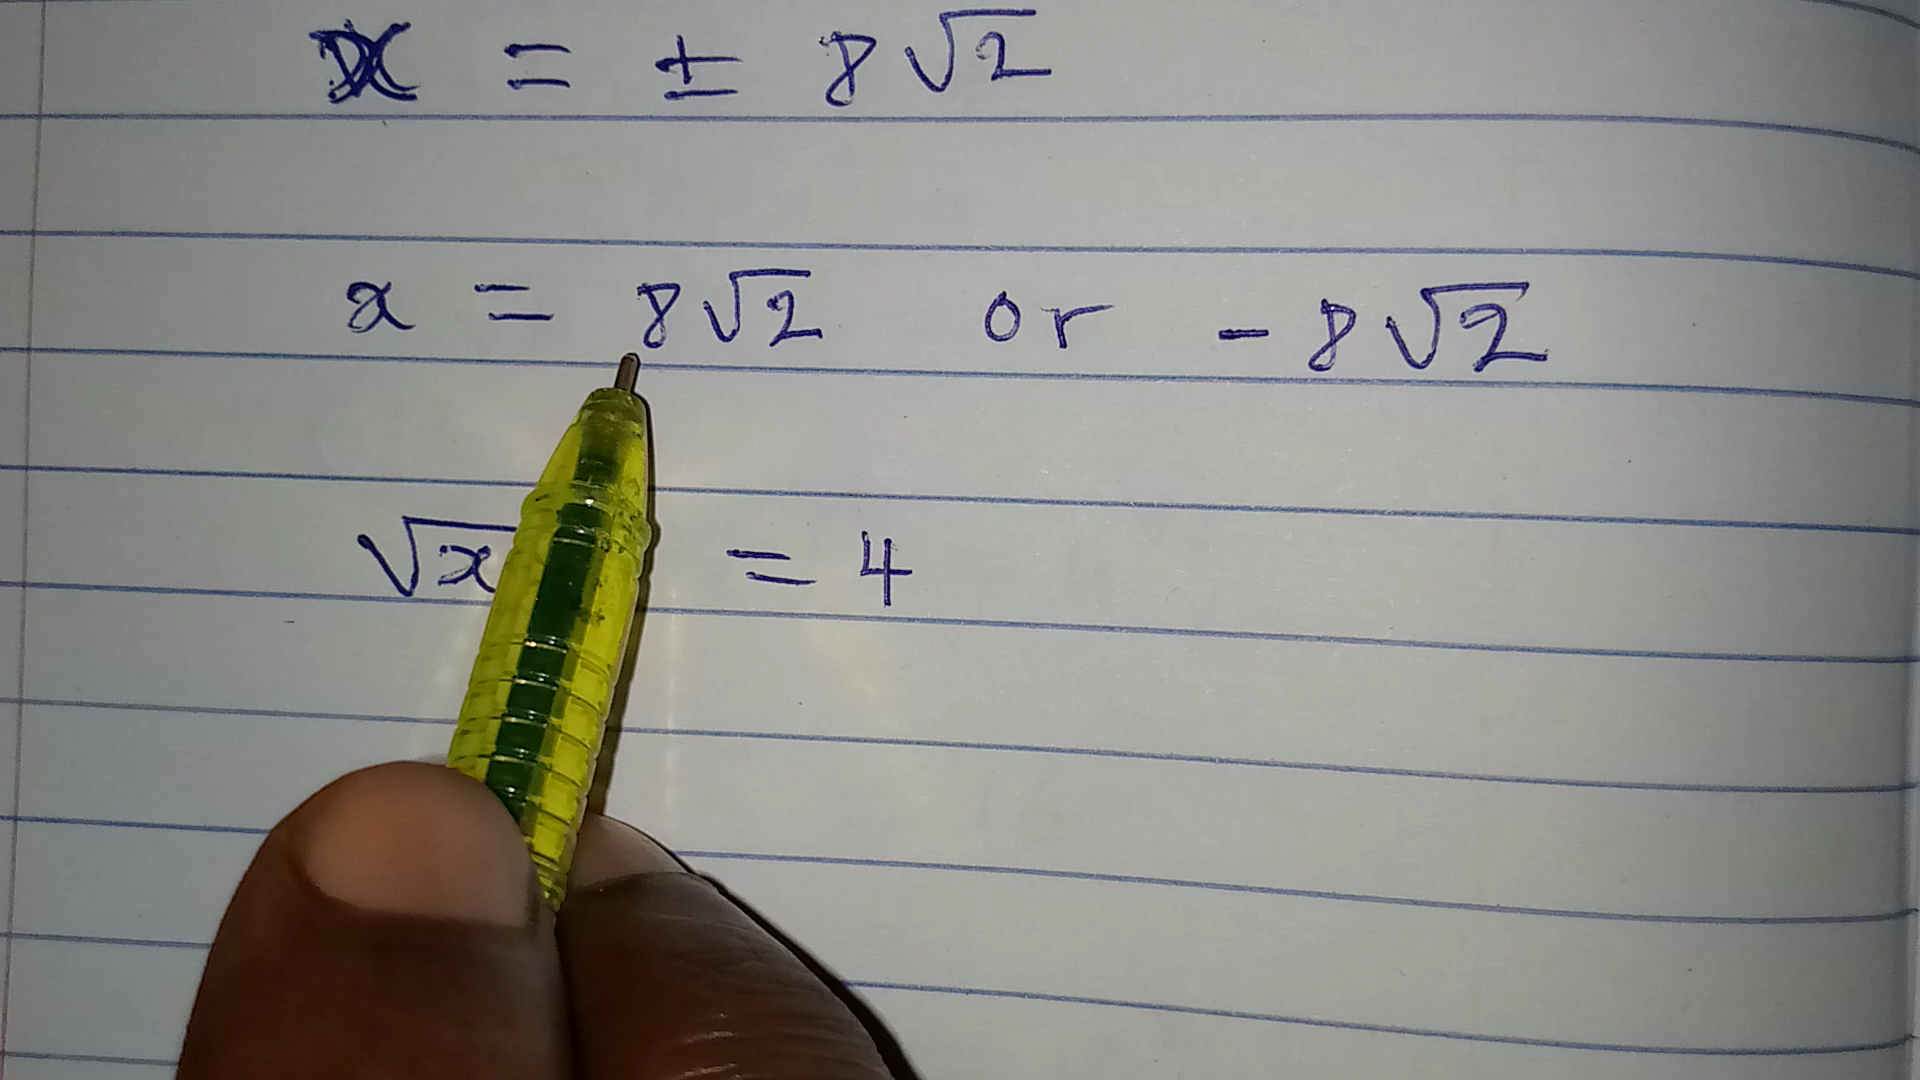 x = ± 8√2
x = 8√2 or - 8√2
√x = 4